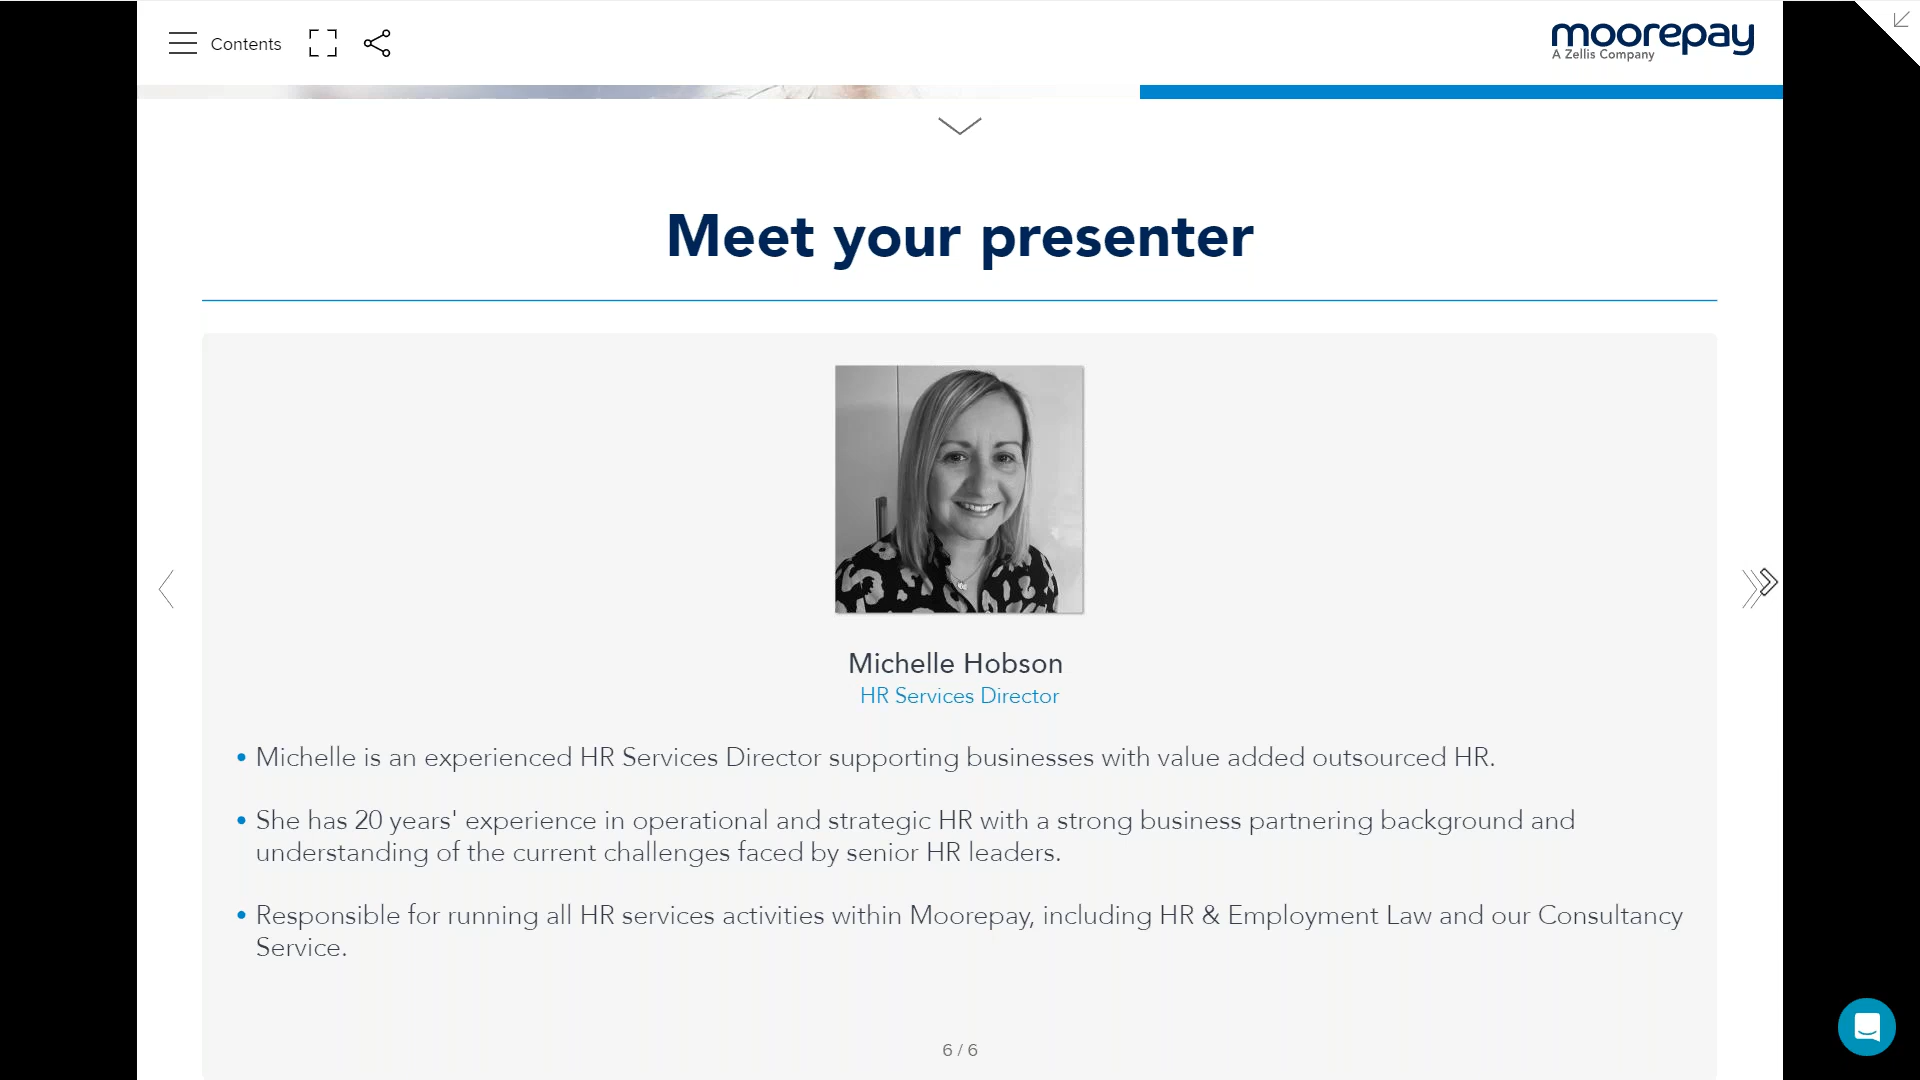 Contents
moorepay
A Zellis Company
Meet your presenter
Michelle Hobson
HR Services Director
• Michelle is an experienced HR Services Director supporting businesses with value added outsourced HR.
• She has 20 years' experience in operational and strategic HR with a strong business partnering background and
understanding of the current challenges faced by senior HR leaders.
• Responsible for running all HR services activities within Moorepay, including HR & Employment Law and our Consultancy
Service.
6 / 6